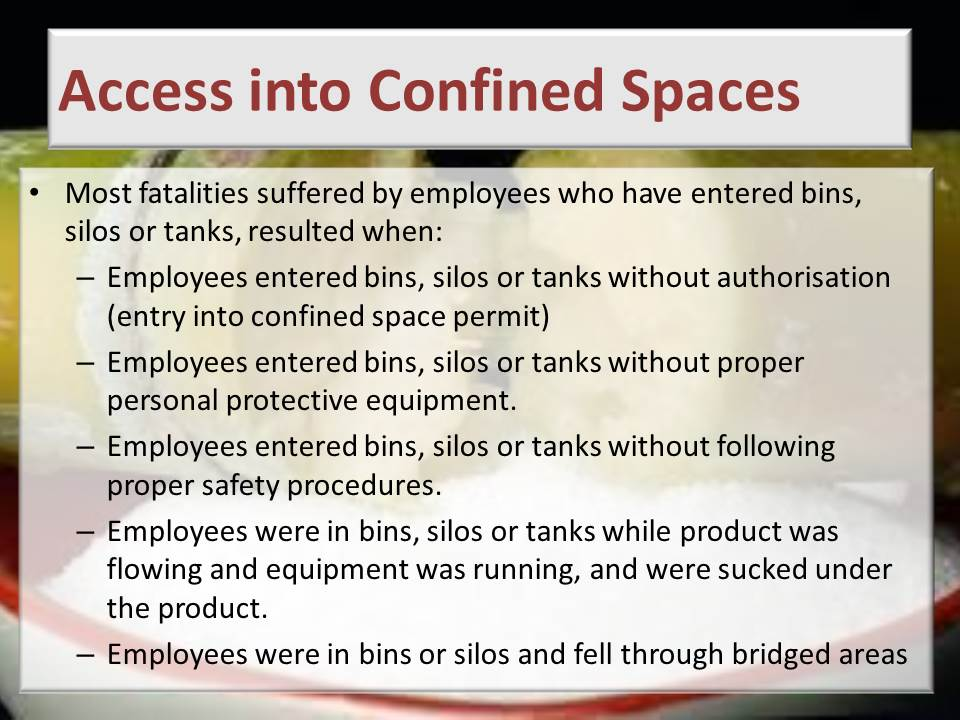 Access into Confined Spaces
• Most fatalities suffered by employees who have entered bins,
silos or tanks, resulted when:
– Employees entered bins, silos or tanks without authorisation
(entry into confined space permit)
– Employees entered bins, silos or tanks without proper
personal protective equipment.
– Employees entered bins, silos or tanks without following
proper safety procedures.
– Employees were in bins, silos or tanks while product was
flowing and equipment was running, and were sucked under
the product.
– Employees were in bins or silos and fell through bridged areas